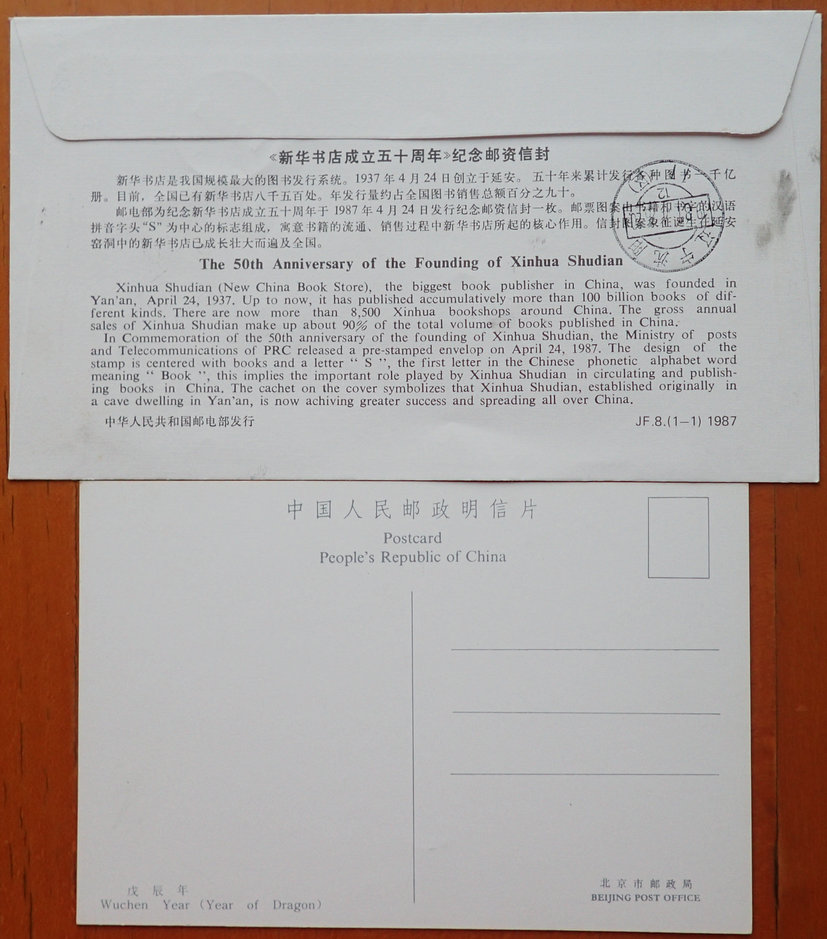 《新华书店成立五十周年》纪念邮资信封
新华书店是我国规模最大的图书发行系统。1937年4月24日创立于延安。五十年来累计发行各种图书一千亿
册。目前，全国已有新华书店八千五百处。年发行量约占全国图书销售总额百分之九十。
邮电部为纪念新华书店成立五十周年于1987年4月24日发行纪念邮资信封一枚。邮票图案由书籍和书字的汉语
拼音字头“S”为中心的标志组成，寓意书籍的流通、销售过程中新华书店所起的核心作用。信封图案象征诞生在延安
窑洞中的新华书店已成长壮大而遍及全国。
The 50th Anniversary of the Founding of Xinhua Shudian
Xinhua Shudian (New China Book Store), the biggest book publisher in China, was founded in
Yan'an, April 24, 1937. Up to now, it has published accumulatively more than 100 billion books of dif-
ferent kinds. There are now more than 8,500 Xinhua bookshops around China. The gross annual
sales of Xinhua Shudian make up about 90% of the total volume of books published in China.
In Commemoration of the 50th anniversary of the founding of Xinhua Shudian, the Ministry of posts
and Telecommunications of PRC released a pre-stamped envelop on April 24, 1987. The design of the
stamp is centered with books and a letter “ S ”, the first letter in the Chinese phonetic alphabet word
meaning “ Book ”, this implies the important role played by Xinhua Shudian in circulating and publish-
ing books in China. The cachet on the cover symbolizes that Xinhua Shudian, established originally in
a cave dwelling in Yan'an, is now achiving greater success and spreading all over China.
中华人民共和国邮电部发行
JF.8.(1-1) 1987
中国人民邮政明信片
Postcard
People's Republic of China
戊辰年
Wuchen Year (Year of Dragon)
北京市邮政局
BEIJING POST OFFICE